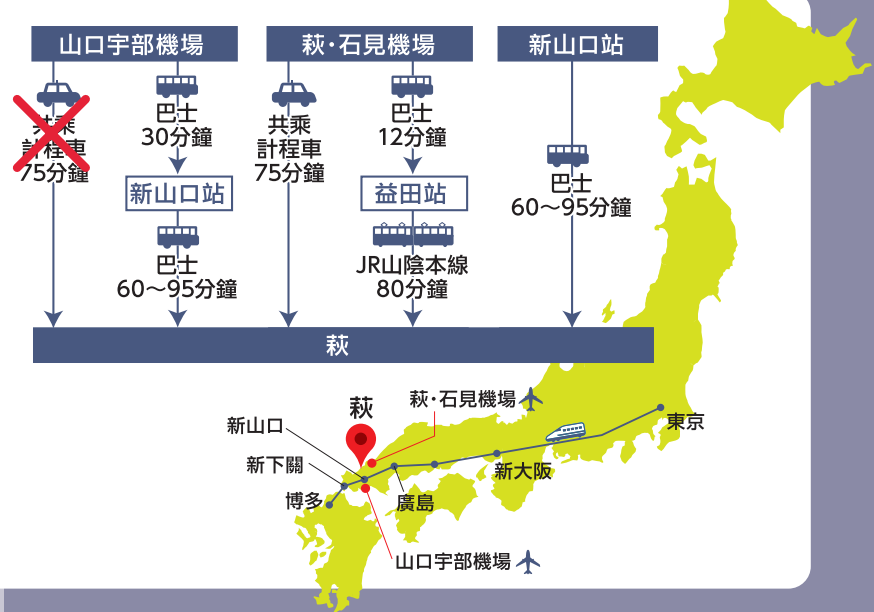 山口宇部機場
萩・石見機場
新山口站
共乘
計程車
75分鐘
巴士
30分鐘
新山口站
巴士
60～95分鐘
共乘
計程車
75分鐘
巴士
12分鐘
益田站
JR山陰本線
80分鐘
巴士
60～95分鐘
萩
萩・石見機場
萩
新山口
新下關
博多
廣島
新大阪
東京
山口宇部機場